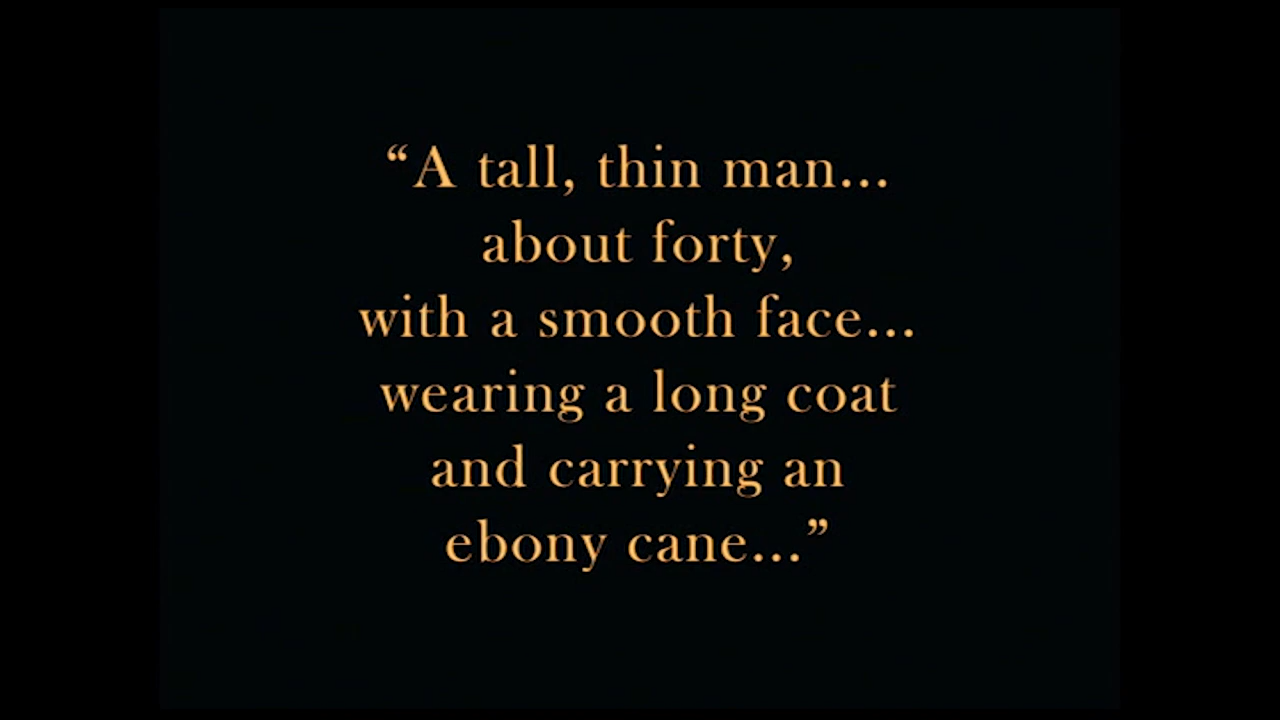 “A tall, thin man...
about forty,
with a smooth face...
wearing a long coat
and carrying an
ebony cane...”